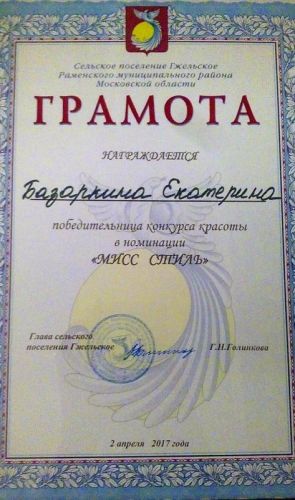 Сельское поселение Гжельское
Раменского муниципального района
Московской области
ГРАМОТА
НАГРАЖДАЕТСЯ
Базаркина Екатерина
победительница конкурса красоты
в номинации
«МИСС СТИЛЬ»
Глава сельского
поселения Гжельское
Г.Н.Голинкова
2 апреля 2017 года